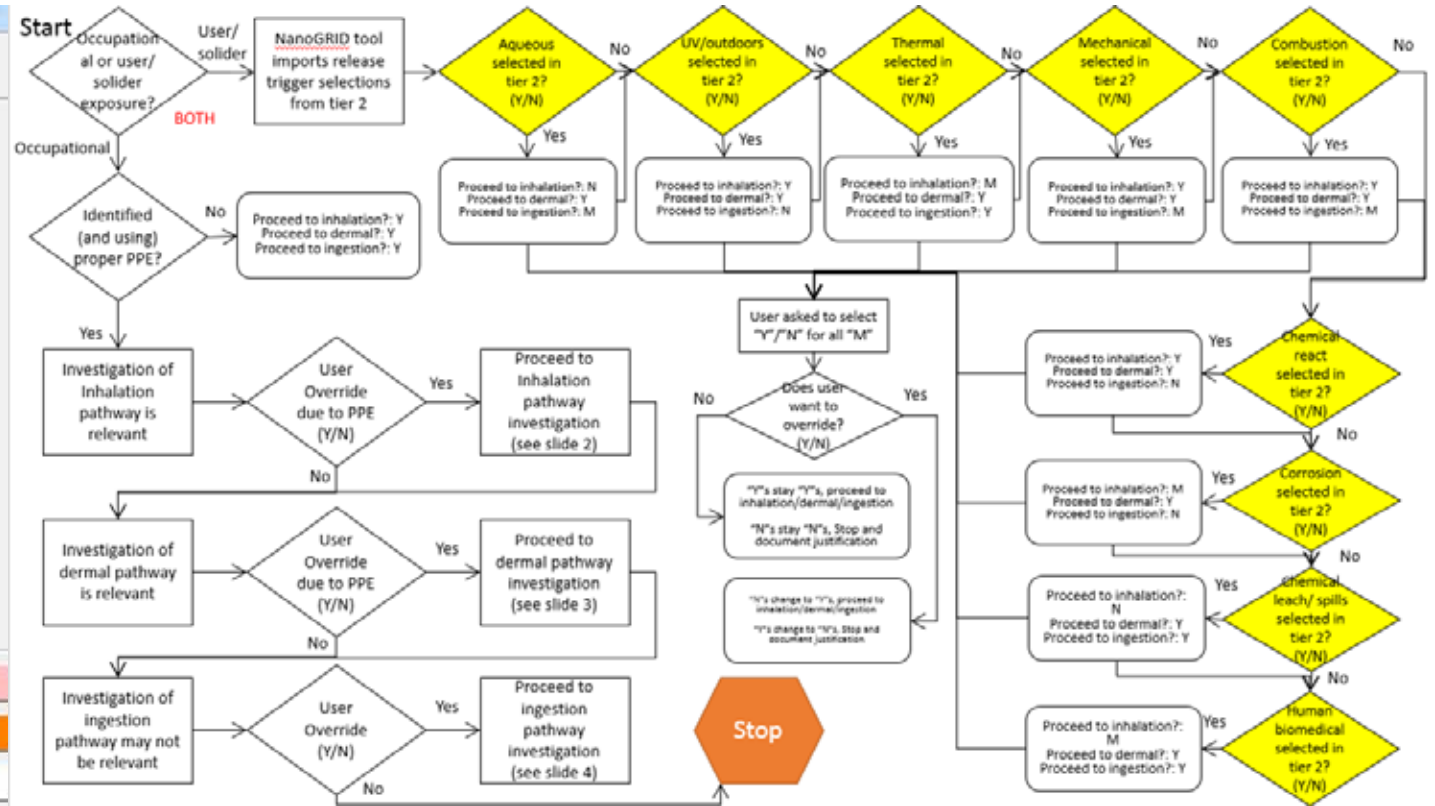 Start
Occupation
al or user/
solider
exposure?
User/
solider
BOTH
Occupational
NanoGRID tool
imports release
trigger selections
from tier 2
Aqueous
selected in
tier 2?
(Y/N)
No
Yes
UV/outdoors
selected in
tier 2?
(Y/N)
No
Yes
Thermal
selected in
tier 2?
(Y/N)
No
Yes
Mechanical
selected in
tier 2?
(Y/N)
No
Yes
Combustion
selected in
tier 2?
(Y/N)
No
Yes
Proceed to inhalation?: N
Proceed to dermal?: Y
Proceed to ingestion?: M
Proceed to inhalation?: Y
Proceed to dermal?: Y
Proceed to ingestion?: N
Proceed to inhalation?: M
Proceed to dermal?: Y
Proceed to ingestion?: Y
Proceed to inhalation?: Y
Proceed to dermal?: Y
Proceed to ingestion?: M
Proceed to inhalation?: Y
Proceed to dermal?: Y
Proceed to ingestion?: M
Identified
(and using)
proper PPE?
No
Proceed to inhalation?: Y
Proceed to dermal?: Y
Proceed to ingestion?: Y
Yes
Investigation of
Inhalation
pathway is
relevant
User
Override
due to PPE
(Y/N)
Yes
Proceed to
Inhalation
pathway
investigation
(see slide 2)
No
Investigation of
dermal pathway
is relevant
User
Override
due to PPE
(Y/N)
Yes
Proceed to
dermal pathway
investigation
(see slide 3)
No
Investigation of
ingestion
pathway may not
be relevant
User
Override
(Y/N)
Yes
Proceed to
ingestion
pathway
investigation
(see slide 4)
No
User asked to select
"Y"/"N" for all "M"
Does user
want to
override?
(Y/N)
No
Yes
"Y"s stay "Y"s, proceed to
inhalation/dermal/ingestion
"N"s stay "N"s, Stop and
document justification
"N"s change to "Y"s, proceed to
inhalation/dermal/ingestion
"Y"s change to "N"s, Stop and
document justification
Stop
Chemical
react
selected in
tier 2?
(Y/N)
Yes
Proceed to inhalation?: Y
Proceed to dermal?: Y
Proceed to ingestion?: N
No
Corrosion
selected in
tier 2?
(Y/N)
Yes
Proceed to inhalation?: M
Proceed to dermal?: Y
Proceed to ingestion?: N
No
Chemical
leach/ spills
selected in
tier 2?
(Y/N)
Yes
Proceed to inhalation?:
N
Proceed to dermal?: Y
Proceed to ingestion?: Y
No
Human
biomedical
selected in
tier 2?
(Y/N)
Yes
Proceed to inhalation?:
M
Proceed to dermal?: Y
Proceed to ingestion?: Y